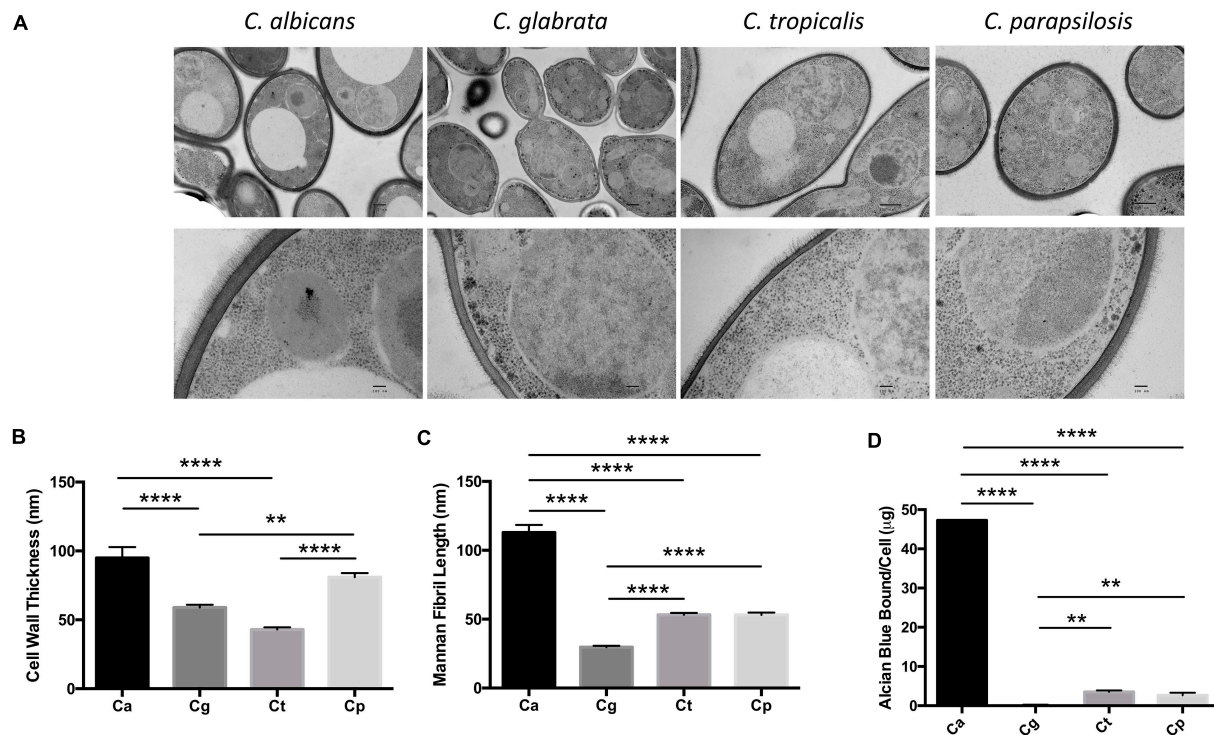 A
C. albicans
C. glabrata
C. tropicalis
C. parapsilosis
B
****
****
**
****
Cell Wall Thickness (nm)
150
100
50
0
Ca
Cg
Ct
Cp
C
****
****
****
****
****
Mannan Fibril Length (nm)
150
100
50
0
Ca
Cg
Ct
Cp
D
****
****
****
**
**
Alcian Blue Bound/Cell (µg)
50
40
30
20
10
0
Ca
Cg
Ct
Cp